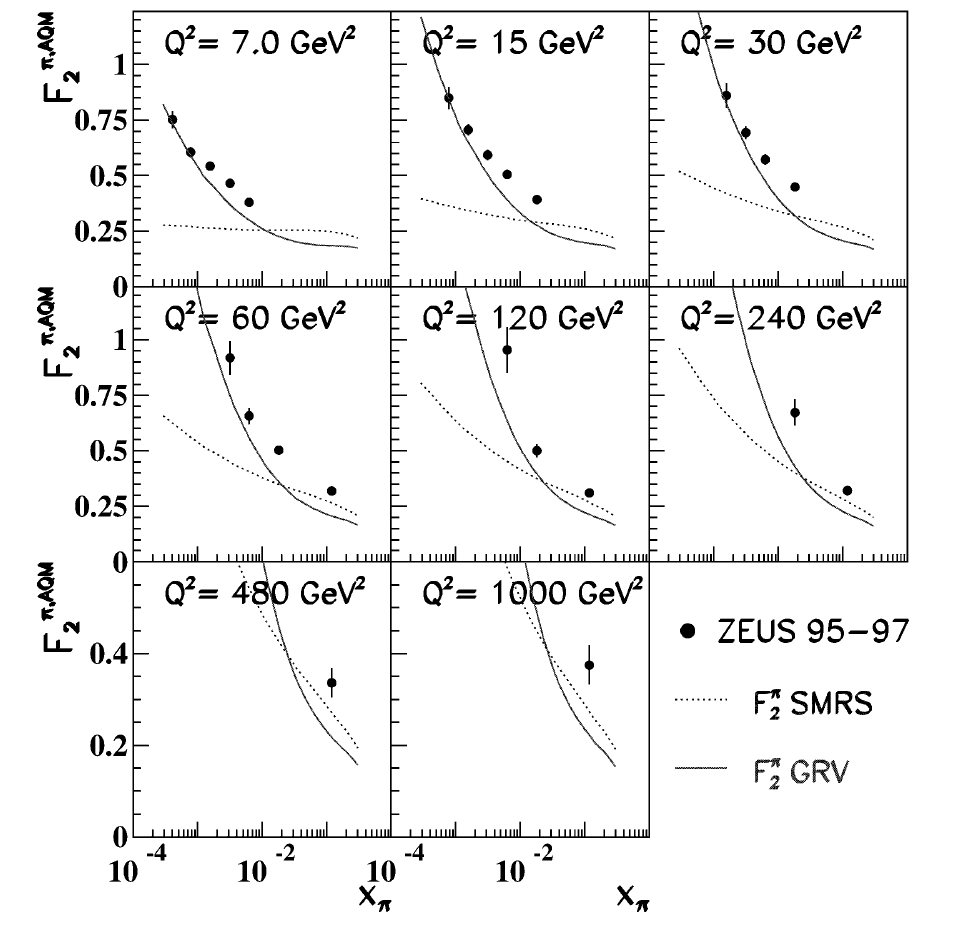 F₂^π,AQM
Q²= 7.0 GeV²
Q²= 15 GeV²
Q²= 30 GeV²
1
0.75
0.5
0.25
0
F₂^π,AQM
Q²= 60 GeV²
Q²= 120 GeV²
Q²= 240 GeV²
1
0.75
0.5
0.25
0
F₂^π,AQM
Q²= 480 GeV²
Q²= 1000 GeV²
0.4
0.2
0
ZEUS 95−97
F₂^π SMRS
F₂^π GRV
10⁻⁴ 10⁻² 10⁻⁴ 10⁻²
x_π x_π